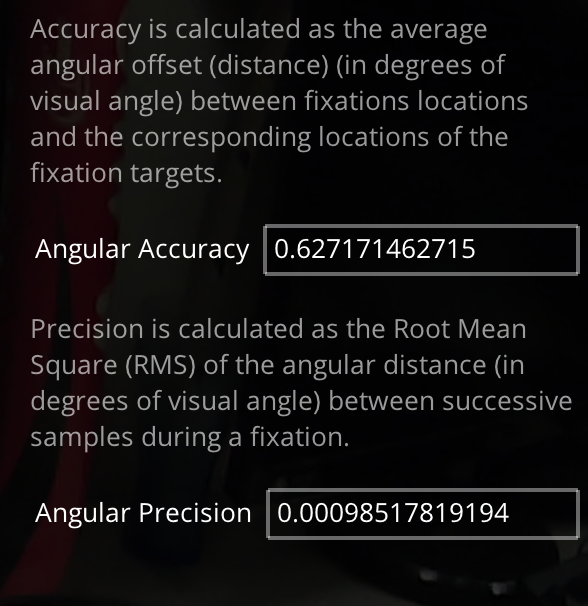 Accuracy is calculated as the average
angular offset (distance) (in degrees of
visual angle) between fixations locations
and the corresponding locations of the
fixation targets.
Angular Accuracy 0.627171462715
Precision is calculated as the Root Mean
Square (RMS) of the angular distance (in
degrees of visual angle) between successive
samples during a fixation.
Angular Precision 0.00098517819194